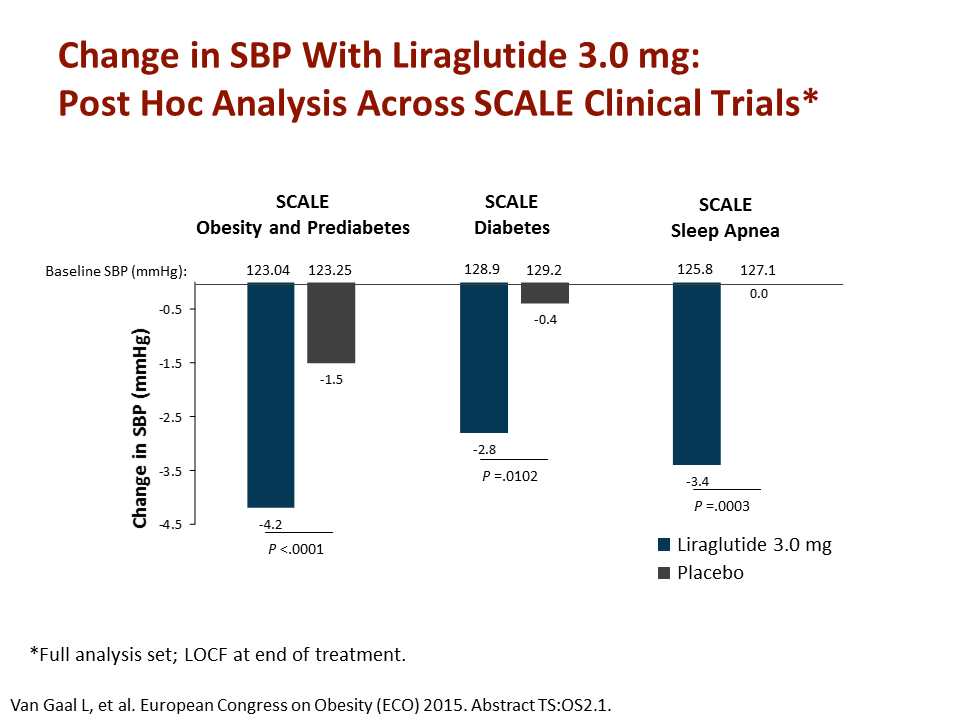 Change in SBP With Liraglutide 3.0 mg:
Post Hoc Analysis Across SCALE Clinical Trials*
SCALE
Obesity and Prediabetes
SCALE
Diabetes
SCALE
Sleep Apnea
Baseline SBP (mmHg): 123.04 123.25 128.9 129.2 125.8 127.1
0.0
Change in SBP (mmHg)
-0.5
-1.5
-2.5
-3.5
-4.5
-0.4
-1.5
-2.8
P =.0102
-3.4
P =.0003
-4.2
P <.0001
Liraglutide 3.0 mg
Placebo
*Full analysis set; LOCF at end of treatment.
Van Gaal L, et al. European Congress on Obesity (ECO) 2015. Abstract TS:OS2.1.